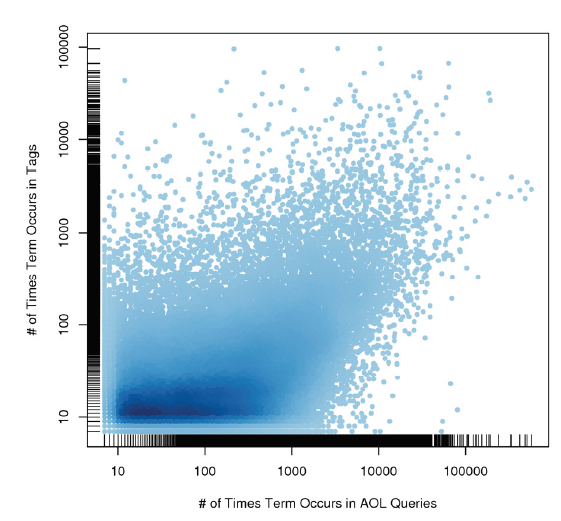 # of Times Term Occurs in Tags
100000
10000
1000
100
10
10 100 1000 10000 100000
# of Times Term Occurs in AOL Queries